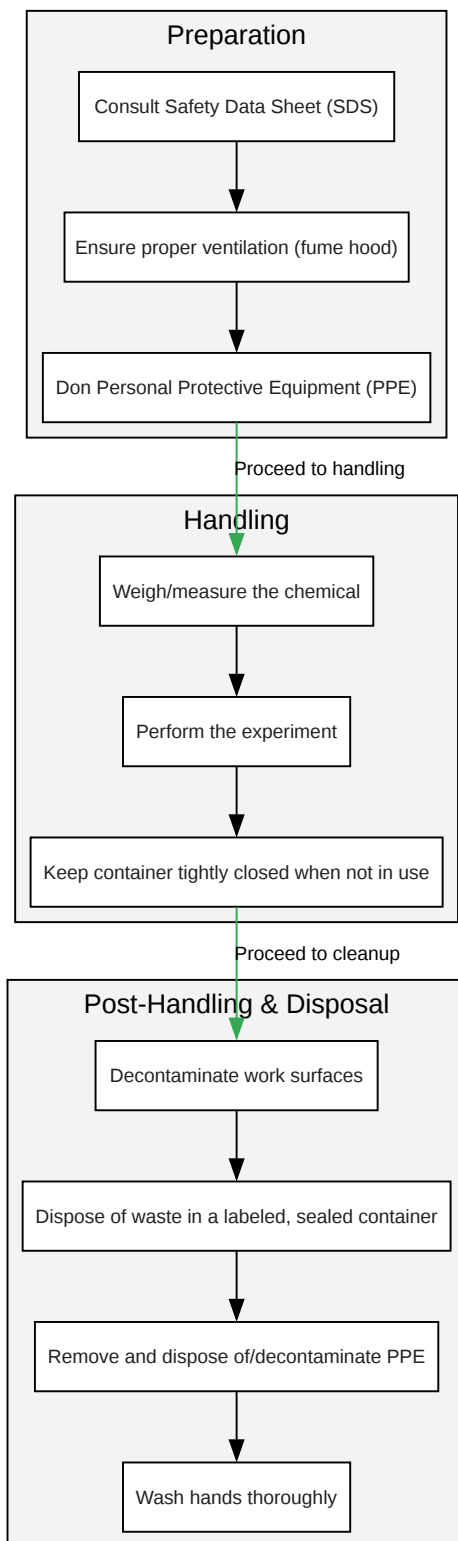 Preparation
Consult Safety Data Sheet (SDS)
Ensure proper ventilation (fume hood)
Don Personal Protective Equipment (PPE)
Proceed to handling
Handling
Weigh/measure the chemical
Perform the experiment
Keep container tightly closed when not in use
Proceed to cleanup
Post-Handling & Disposal
Decontaminate work surfaces
Dispose of waste in a labeled, sealed container
Remove and dispose of/decontaminate PPE
Wash hands thoroughly